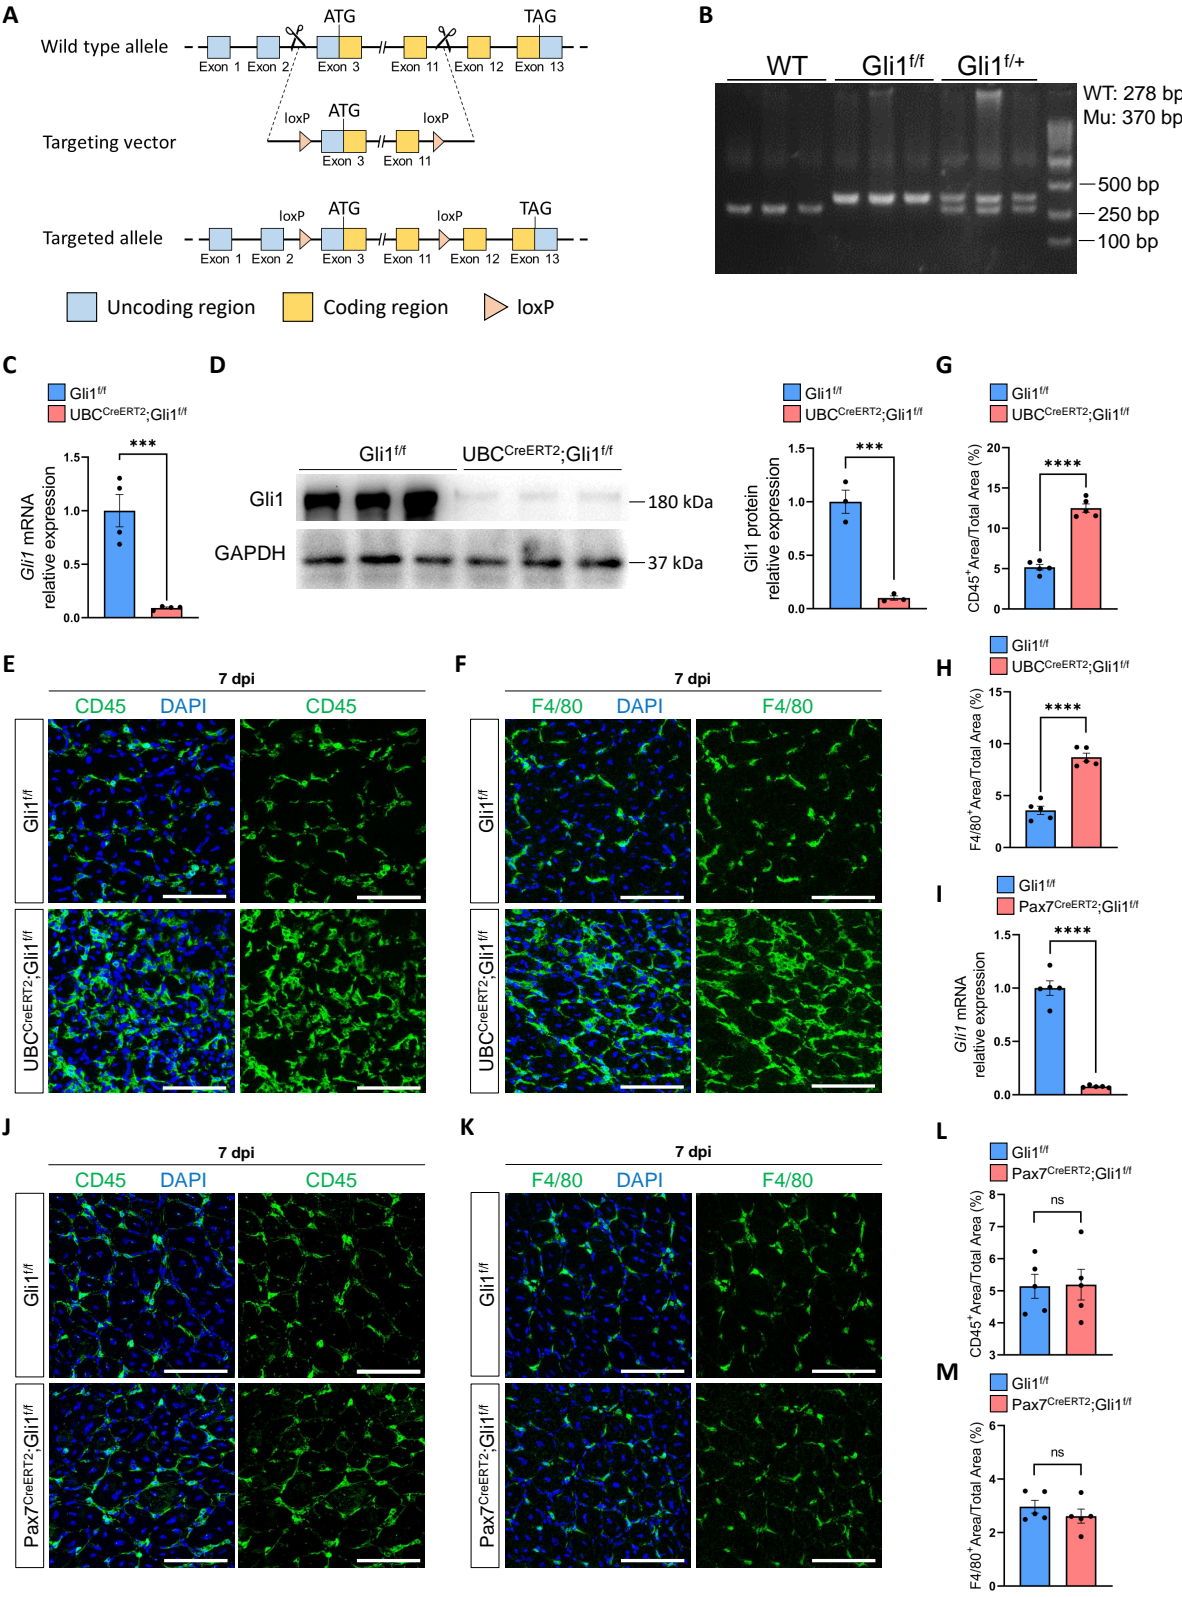 A
Wild type allele
ATG
TAG
Exon 1
Exon 2
Exon 3
Exon 11
Exon 12
Exon 13
Targeting vector
loxP
ATG
loxP
Exon 3
Exon 11
Targeted allele
loxP
ATG
loxP
TAG
Exon 1
Exon 2
Exon 3
Exon 11
Exon 12
Exon 13
Uncoding region
Coding region
loxP
B
WT
Gli1f/f
Gli1f/+
WT: 278 bp
Mu: 370 bp
500 bp
250 bp
100 bp
C
Gli1f/f
UBCCreERT2;Gli1f/f
Gli1 mRNA
relative expression
1.5
1.0
0.5
0.0
***
D
Gli1f/f
UBCCreERT2;Gli1f/f
Gli1
180 kDa
GAPDH
37 kDa
Gli1f/f
UBCCreERT2;Gli1f/f
Gli1 protein
relative expression
1.5
1.0
0.5
0.0
***
G
Gli1f/f
UBCCreERT2;Gli1f/f
CD45+Area/Total Area (%)
20
15
10
5
0
****
E
7 dpi
CD45
DAPI
CD45
Gli1f/f
UBCCreERT2;Gli1f/f
F
7 dpi
F4/80
DAPI
F4/80
Gli1f/f
UBCCreERT2;Gli1f/f
H
Gli1f/f
UBCCreERT2;Gli1f/f
F4/80+Area/Total Area (%)
15
10
5
0
****
I
Gli1f/f
Pax7CreERT2;Gli1f/f
Gli1 mRNA
relative expression
1.5
1.0
0.5
0.0
****
J
7 dpi
CD45
DAPI
CD45
Gli1f/f
Pax7CreERT2;Gli1f/f
K
7 dpi
F4/80
DAPI
F4/80
Gli1f/f
Pax7CreERT2;Gli1f/f
L
Gli1f/f
Pax7CreERT2;Gli1f/f
CD45+Area/Total Area (%)
8
7
6
5
4
3
ns
M
Gli1f/f
Pax7CreERT2;Gli1f/f
F4/80+Area/Total Area (%)
6
4
2
0
ns